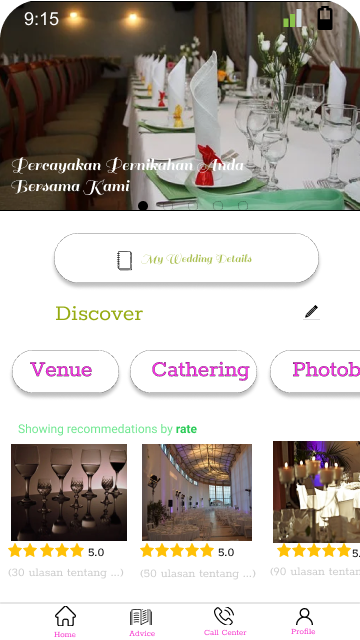 9:15
Percayakan Pernikahan Anda
Bersama Kami
My Wedding Details
Discover
Venue
Cathering
Photob
Showing recommedations by rate
5.0
5.0
5.
(30 ulasan tentang ...)
(50 ulasan tentang ...)
(90 ulasan tentang
Home
Advice
Call Center
Profile